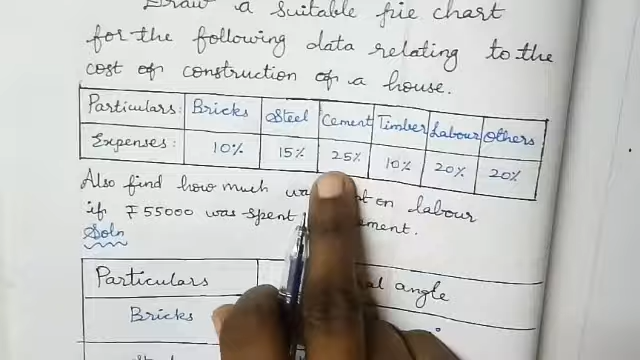 Draw a suitable pie chart
for the following data relating to the
cost of construction of a house.
Particulars: Bricks Steel Cement Timber Labour Others
Expenses: 10% 15% 25% 10% 20% 20%
Also find how much was on labour
if ₹55000 was spent cement.
Soln
Particulars angle
Bricks